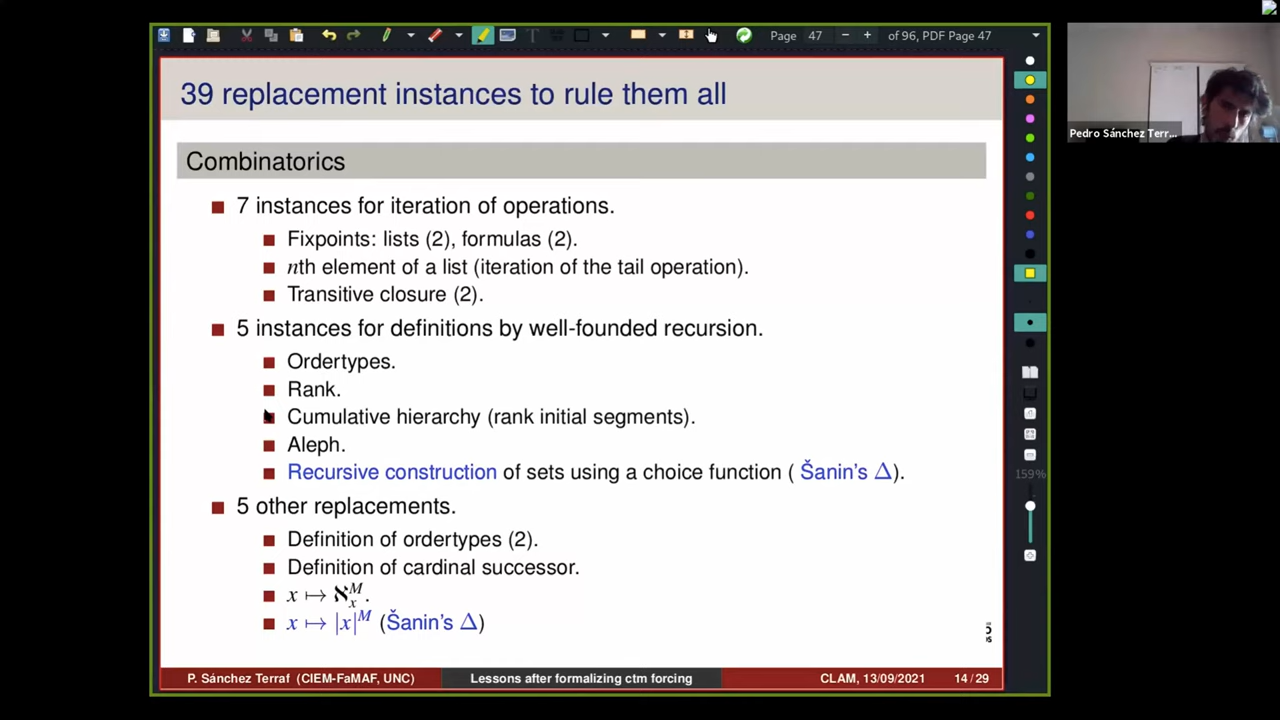 Page 47 of 96, PDF Page 47
39 replacement instances to rule them all
Combinatorics
7 instances for iteration of operations.
Fixpoints: lists (2), formulas (2).
nth element of a list (iteration of the tail operation).
Transitive closure (2).
5 instances for definitions by well-founded recursion.
Ordertypes.
Rank.
Cumulative hierarchy (rank initial segments).
Aleph.
Recursive construction of sets using a choice function ( Šanin's Δ).
5 other replacements.
Definition of ordertypes (2).
Definition of cardinal successor.
x ↦ ℵ_x^M.
x ↦ |x|^M (Šanin's Δ)
P. Sánchez Terraf (CIEM-FaMAF, UNC) Lessons after formalizing ctm forcing CLAM, 13/09/2021 14 / 29
Pedro Sánchez Terr...
159%